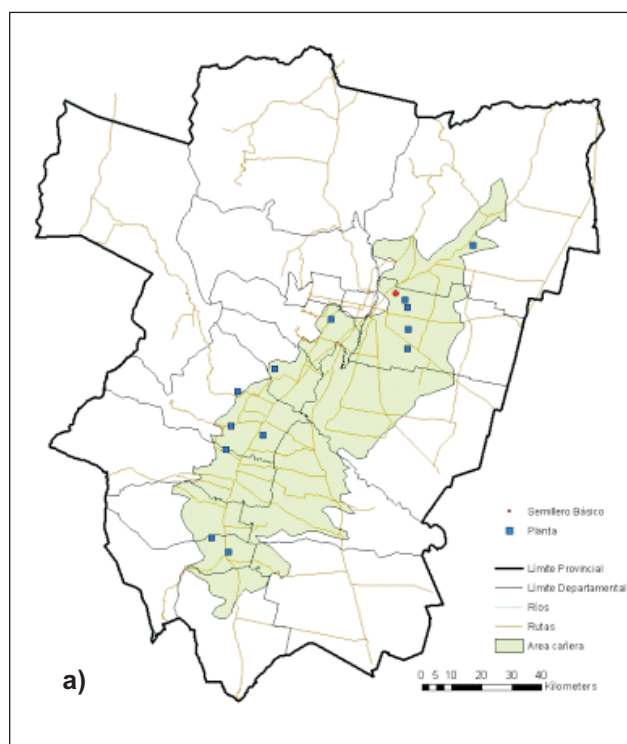 Semillero Básico
Planta
Límite Provincial
Límite Departamental
Ríos
Rutas
Area cañera
0 5 10 20 30 40
Kilometers
a)